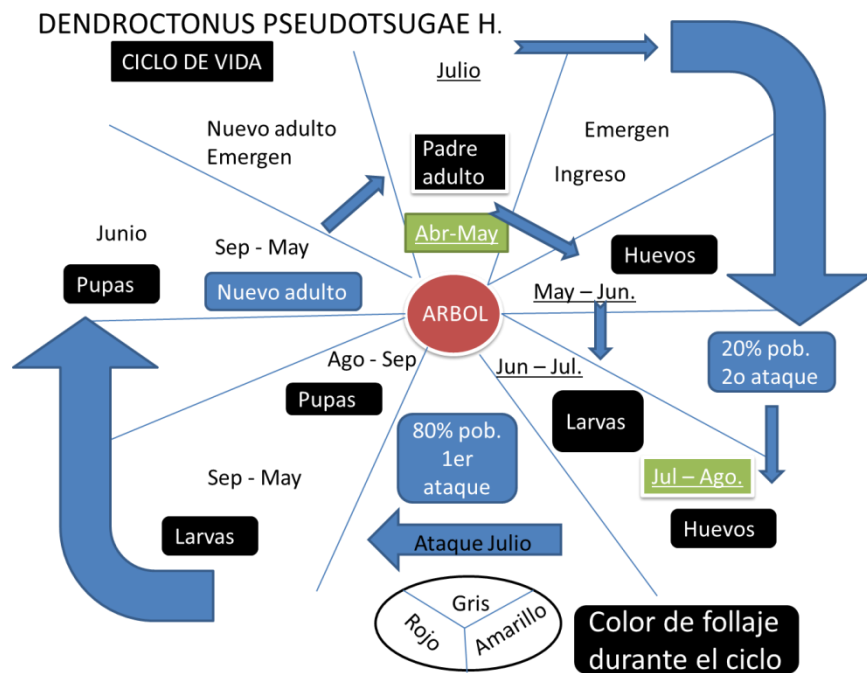 DENDROCTONUS PSEUDOTSUGAE H.
CICLO DE VIDA
Julio
Nuevo adulto
Emergen
Padre
adulto
Emergen
Ingreso
Junio
Sep - May
Abr-May
Huevos
Pupas
Nuevo adulto
ARBOL
May – Jun.
Ago - Sep
Jun – Jul.
20% pob.
2o ataque
Pupas
Larvas
80% pob.
1er
ataque
Sep - May
Jul – Ago.
Larvas
Ataque Julio
Huevos
Gris
Rojo
Amarillo
Color de follaje
durante el ciclo